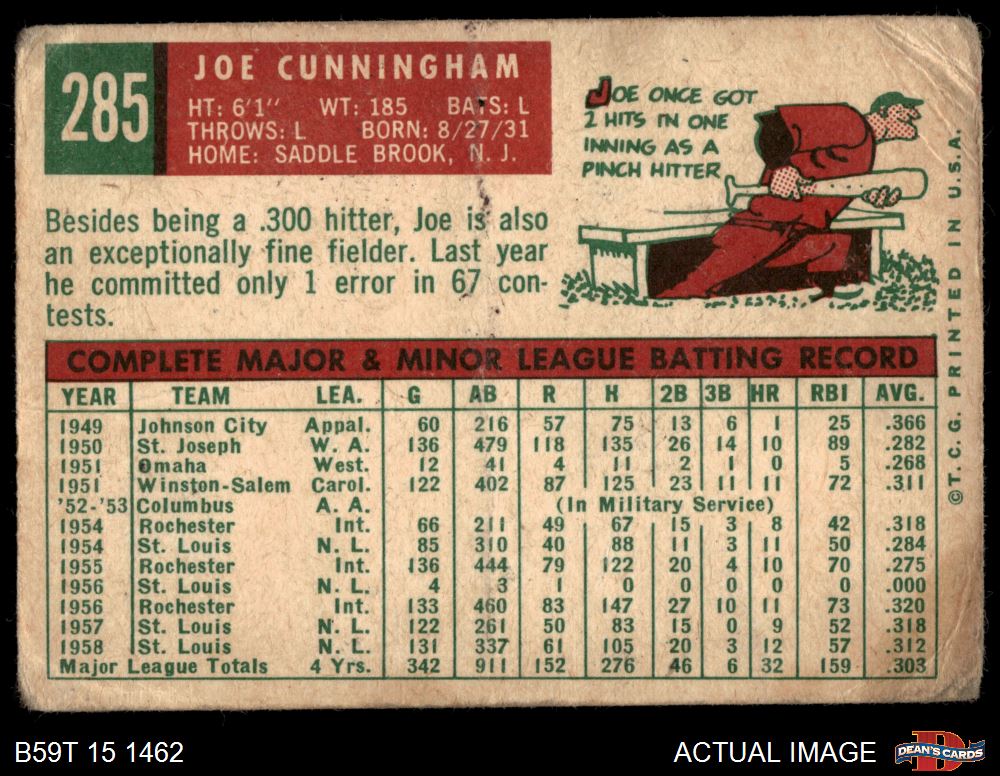 285
JOE CUNNINGHAM
HT: 6'1" WT: 185 BATS: L
THROWS: L BORN: 8/27/31
HOME: SADDLE BROOK, N. J.
JOE ONCE GOT
2 HITS IN ONE
INNING AS A
PINCH HITTER
Besides being a .300 hitter, Joe is also
an exceptionally fine fielder. Last year
he committed only 1 error in 67 con-
tests.
COMPLETE MAJOR & MINOR LEAGUE BATTING RECORD
YEAR TEAM LEA. G AB R H 2B 3B HR RBI AVG.
1949 Johnson City Appal. 60 216 57 75 13 6 1 25 .366
1950 St. Joseph W. A. 136 479 118 135 26 14 10 89 .282
1951 Omaha West. 12 41 4 11 2 1 0 5 .268
1951 Winston-Salem Carol. 122 402 87 125 23 11 11 72 .311
'52-'53 Columbus A. A. (In Military Service)
1954 Rochester Int. 66 211 49 67 15 3 8 42 .318
1954 St. Louis N. L. 85 310 40 88 11 3 11 50 .284
1955 Rochester Int. 136 444 79 122 20 4 10 70 .275
1956 St. Louis N. L. 4 3 1 0 0 0 0 0 .000
1956 Rochester Int. 133 460 83 147 27 10 11 73 .320
1957 St. Louis N. L. 122 261 50 83 15 0 9 52 .318
1958 St. Louis N. L. 131 337 61 105 20 3 12 57 .312
Major League Totals 4 Yrs. 342 911 152 276 46 6 32 159 .303
©T. C. G. PRINTED IN U.S.A.
B59T 15 1462
ACTUAL IMAGE
DEAN'S CARDS